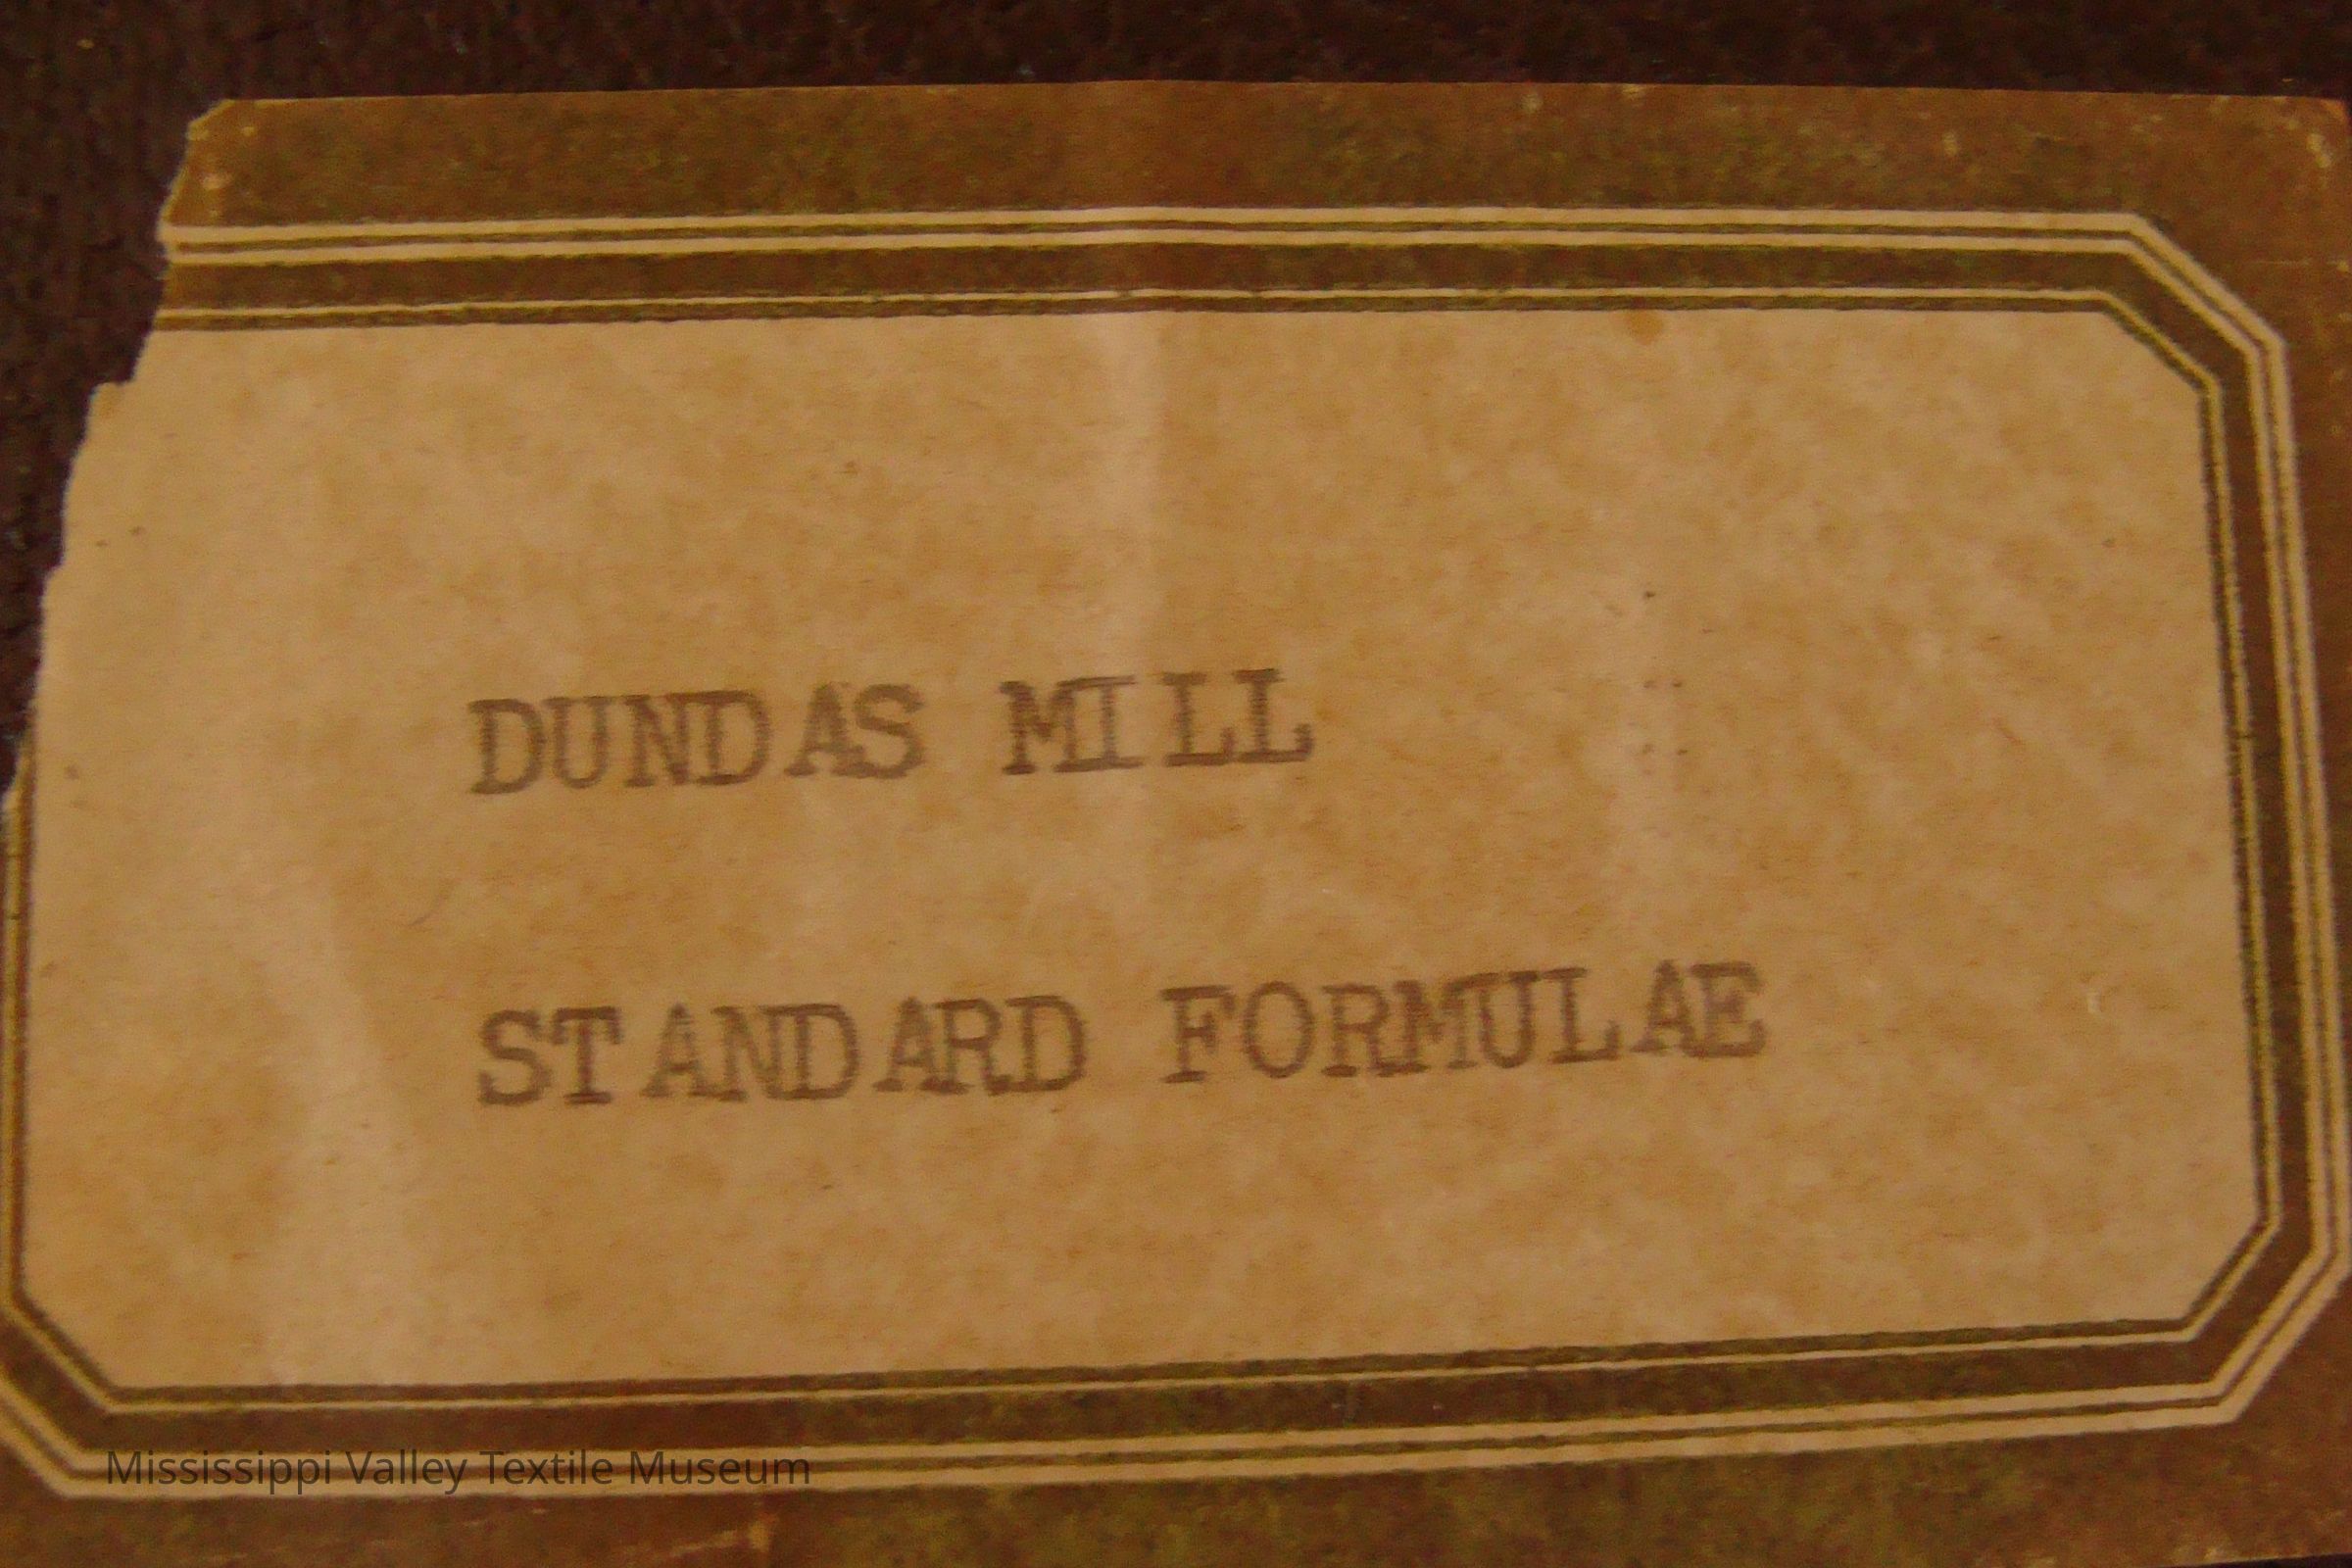 DUNDAS MILL
STANDARD FORMULAE
Mississippi Valley Textile Museum